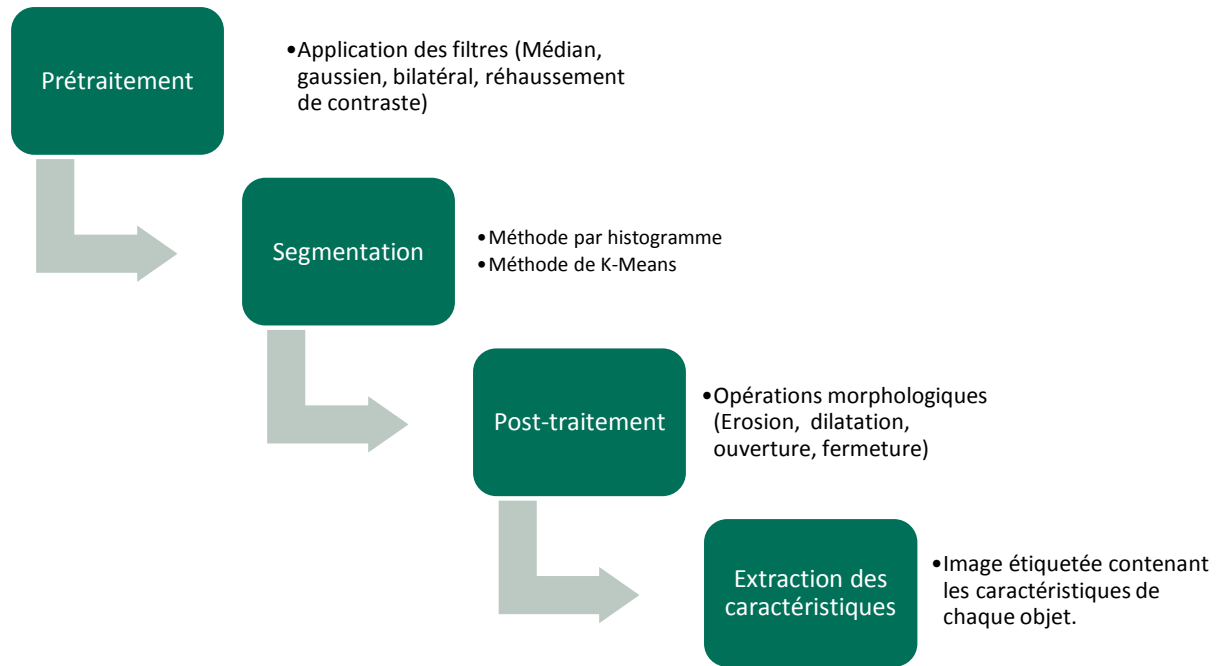 Prétraitement
•Application des filtres (Médian,
gaussien, bilatéral, réhaussement
de contraste)
Segmentation
•Méthode par histogramme
•Méthode de K-Means
Post-traitement
•Opérations morphologiques
(Erosion, dilatation,
ouverture, fermeture)
Extraction des
caractéristiques
•Image étiquetée contenant
les caractéristiques de
chaque objet.